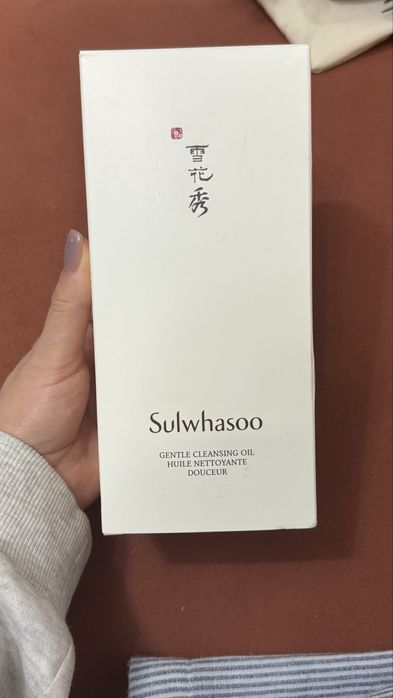 雪
花
秀
Sulwhasoo
GENTLE CLEANSING OIL
HUILE NETTOYANTE
DOUCEUR